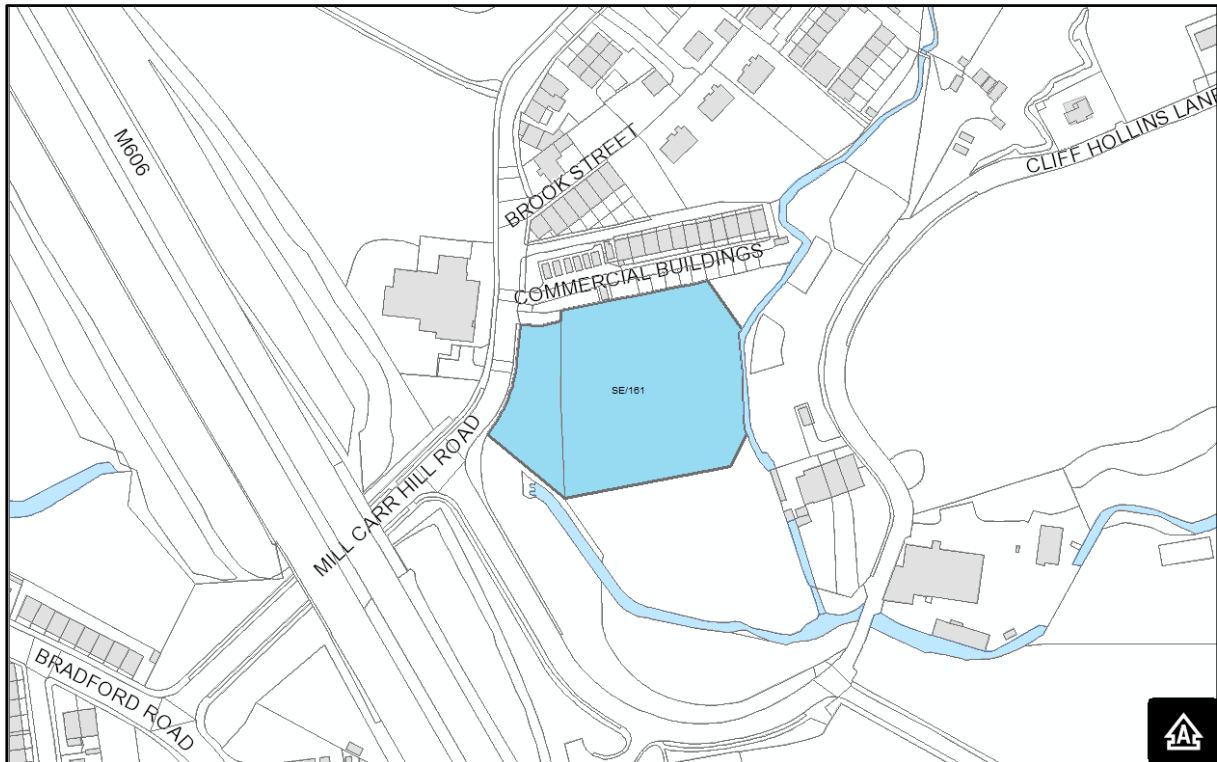 M606
BROOK STREET
CLIFF HOLLINS LANE
COMMERCIAL BUILDINGS
SE/161
MILL CARR HILL ROAD
BRADFORD ROAD
A